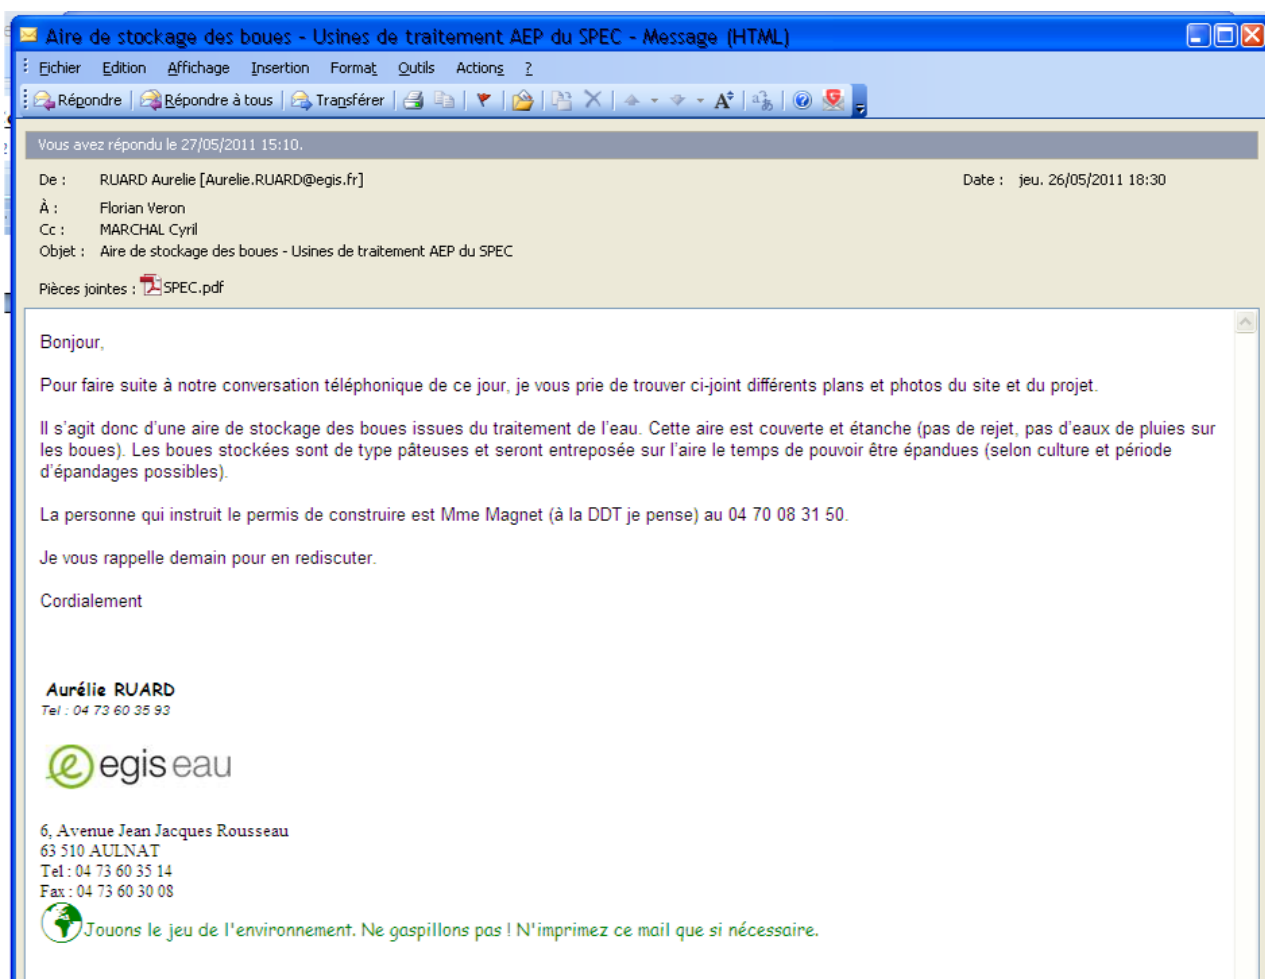 Aire de stockage des boues - Usines de traitement AEP du SPEC - Message (HTML)
Fichier Edition Affichage Insertion Format Outils Actions ?
Répondre Répondre à tous Transférer
Vous avez répondu le 27/05/2011 15:10.
De : RUARD Aurelie [Aurelie.RUARD@egis.fr] Date : jeu. 26/05/2011 18:30
À : Florian Veron
Cc : MARCHAL Cyril
Objet : Aire de stockage des boues - Usines de traitement AEP du SPEC
Pièces jointes : SPEC.pdf
Bonjour,
Pour faire suite à notre conversation téléphonique de ce jour, je vous prie de trouver ci-joint différents plans et photos du site et du projet.
Il s'agit donc d'une aire de stockage des boues issues du traitement de l'eau. Cette aire est couverte et étanche (pas de rejet, pas d'eaux de pluies sur
les boues). Les boues stockées sont de type pâteuses et seront entreposée sur l'aire le temps de pouvoir être épandues (selon culture et période
d'épandages possibles).
La personne qui instruit le permis de construire est Mme Magnet (à la DDT je pense) au 04 70 08 31 50.
Je vous rappelle demain pour en rediscuter.
Cordialement
Aurélie RUARD
Tel : 04 73 60 35 93
egis eau
6, Avenue Jean Jacques Rousseau
63 510 AULNAT
Tel : 04 73 60 35 14
Fax : 04 73 60 30 08
Jouons le jeu de l'environnement. Ne gaspillons pas ! N'imprimez ce mail que si nécessaire.